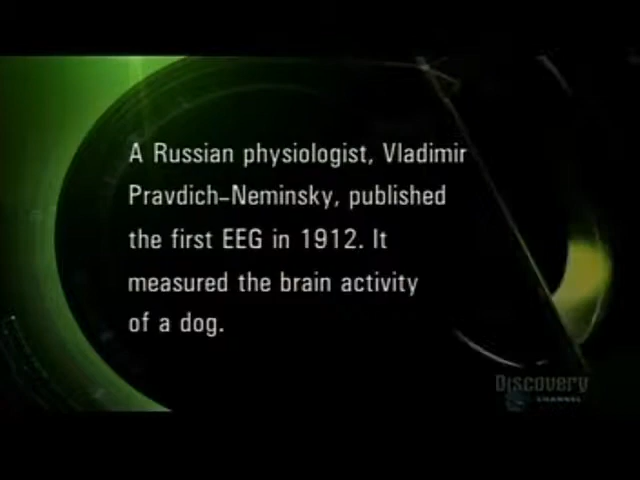 A Russian physiologist, Vladimir
Pravdich-Neminsky, published
the first EEG in 1912. It
measured the brain activity
of a dog.
Discovery
CHANNEL